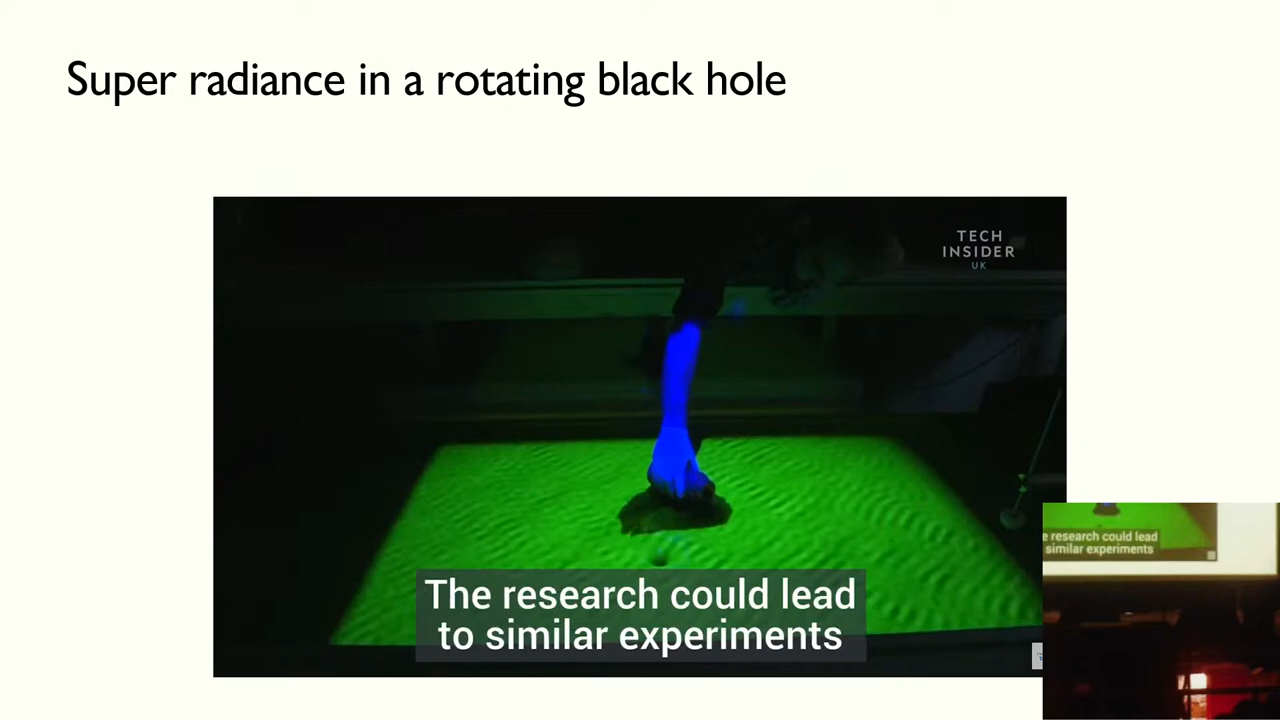 Super radiance in a rotating black hole
TECH
INSIDER
UK
The research could lead
to similar experiments
e research could lead
similar experiments